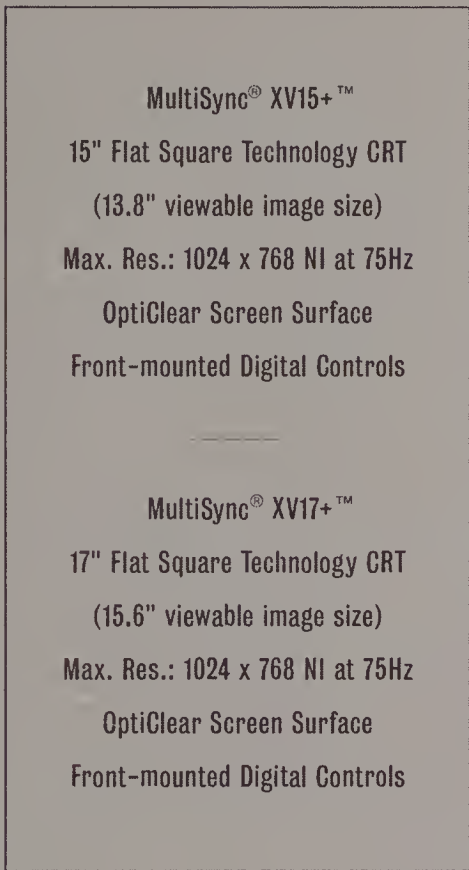 MultiSync® XV15+™
15" Flat Square Technology CRT
(13.8" viewable image size)
Max. Res.: 1024 x 768 NI at 75Hz
OptiClear Screen Surface
Front-mounted Digital Controls
MultiSync® XV17+™
17" Flat Square Technology CRT
(15.6" viewable image size)
Max. Res.: 1024 x 768 NI at 75Hz
OptiClear Screen Surface
Front-mounted Digital Controls